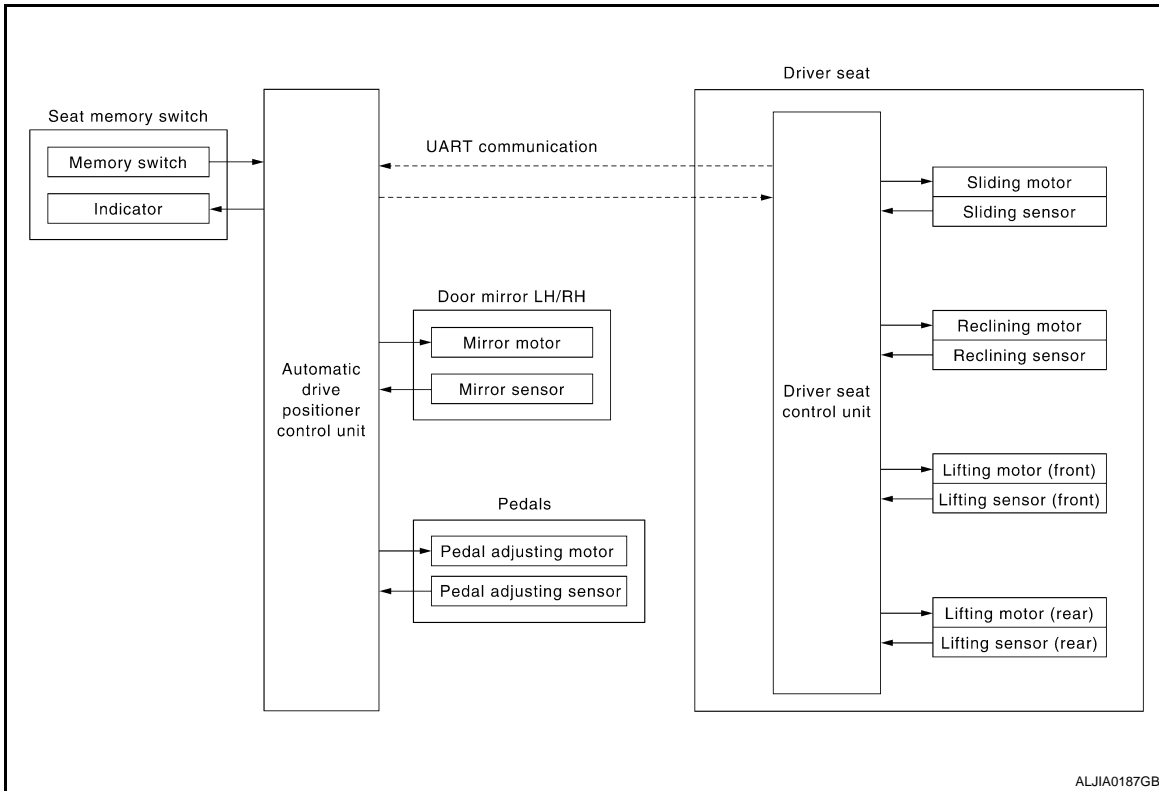 Driver seat
Seat memory switch
Memory switch
Indicator
UART communication
Sliding motor
Sliding sensor
Door mirror LH/RH
Mirror motor
Mirror sensor
Reclining motor
Reclining sensor
Automatic
drive
positioner
control unit
Driver seat
control unit
Lifting motor (front)
Lifting sensor (front)
Pedals
Pedal adjusting motor
Pedal adjusting sensor
Lifting motor (rear)
Lifting sensor (rear)
ALJIA0187GB